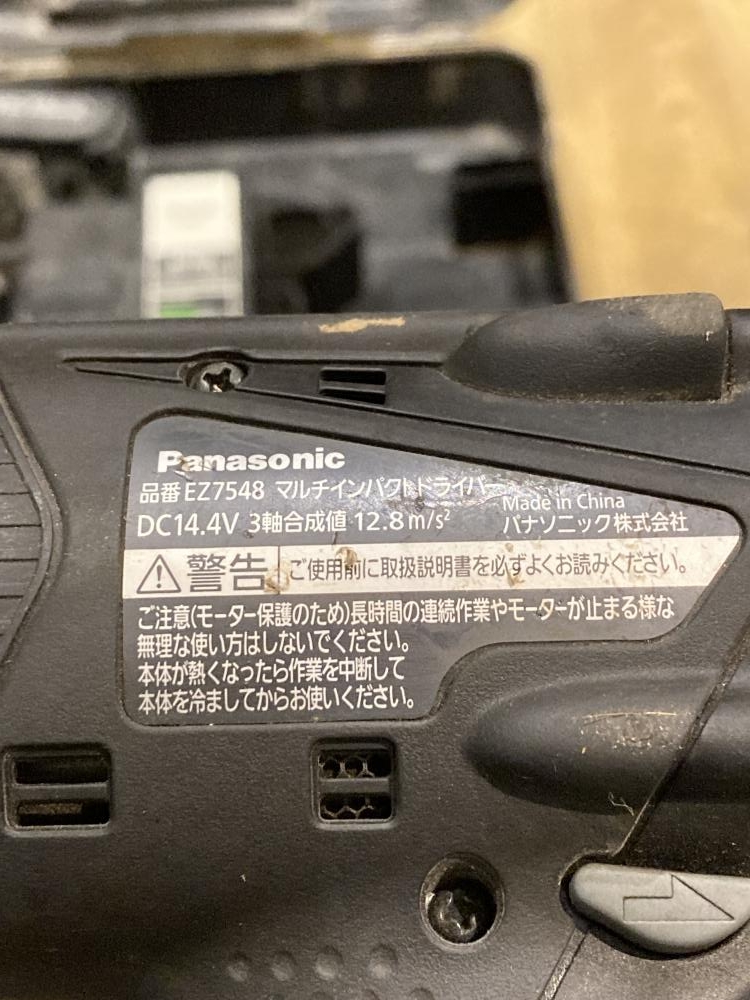 Panasonic
品番 EZ7548 マルチインパクトドライバー
DC14.4V 3軸合成値 12.8m/s²
Made in China
パナソニック株式会社
警告 ご使用前に取扱説明書を必ずよくお読みください。
ご注意(モーター保護のため)長時間の連続作業やモーターが止まる様な
無理な使い方はしないでください。
本体が熱くなったら作業を中断して
本体を冷ましてからお使いください。